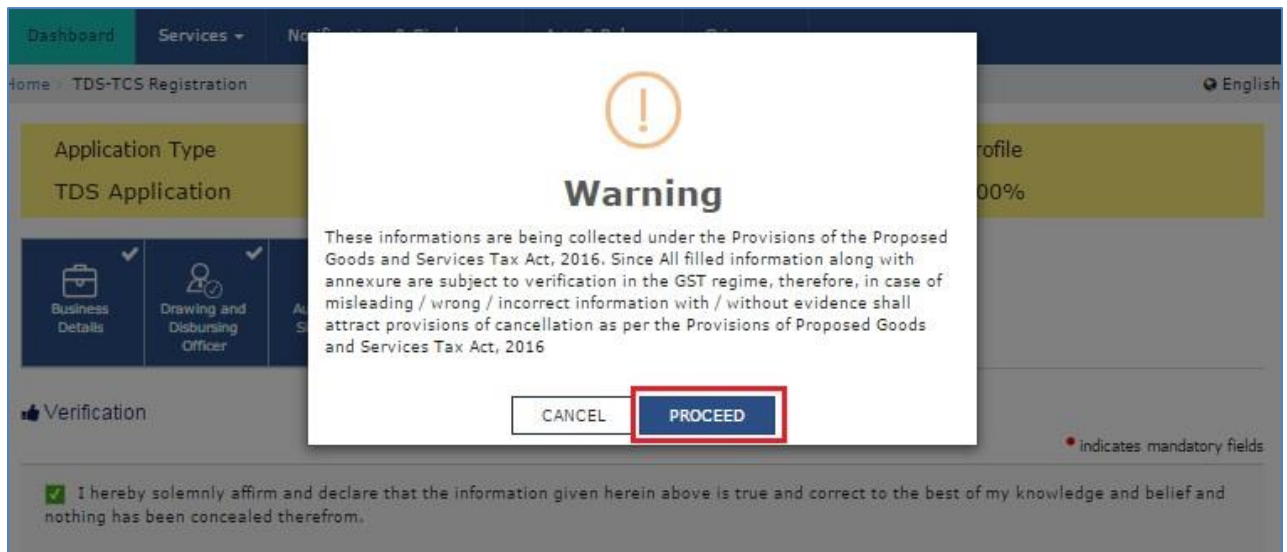 Dashboard Services
Home TDS-TCS Registration English
Application Type
TDS Application 00%
Warning
These informations are being collected under the Provisions of the Proposed
Goods and Services Tax Act, 2016. Since All filled information along with
annexure are subject to verification in the GST regime, therefore, in case of
misleading / wrong / incorrect information with / without evidence shall
attract provisions of cancellation as per the Provisions of Proposed Goods
and Services Tax Act, 2016
CANCEL PROCEED
Business
Details
Drawing and
Disbursing
Officer
Verification
indicates mandatory fields
I hereby solemnly affirm and declare that the information given herein above is true and correct to the best of my knowledge and belief and
nothing has been concealed therefrom.